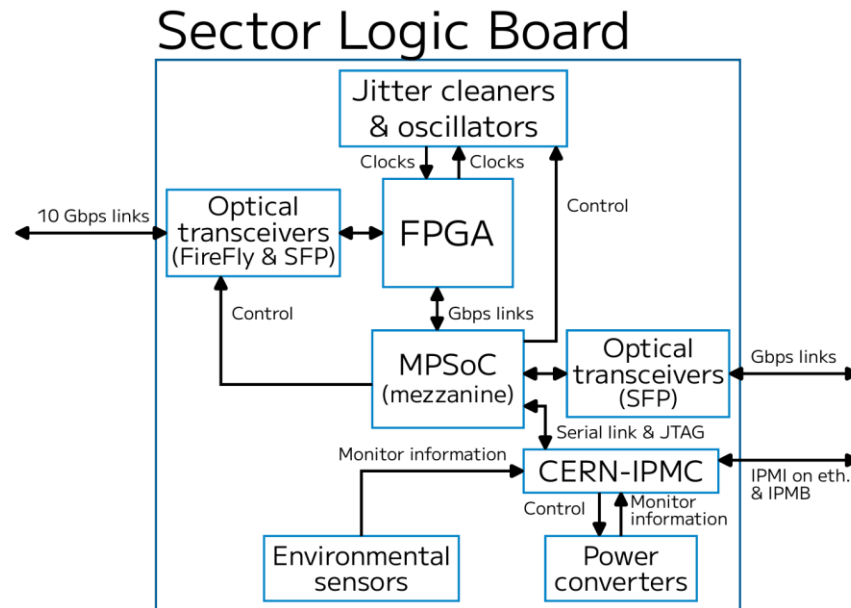 Sector Logic Board
Jitter cleaners
& oscillators
Clocks
Clocks
10 Gbps links
Optical
transceivers
(FireFly & SFP)
FPGA
Control
Control
Gbps links
MPSoC
(mezzanine)
Optical
transceivers
(SFP)
Gbps links
Serial link & JTAG
Monitor information
CERN-IPMC
IPMI on eth.
& IPMB
Control
Monitor
information
Environmental
sensors
Power
converters